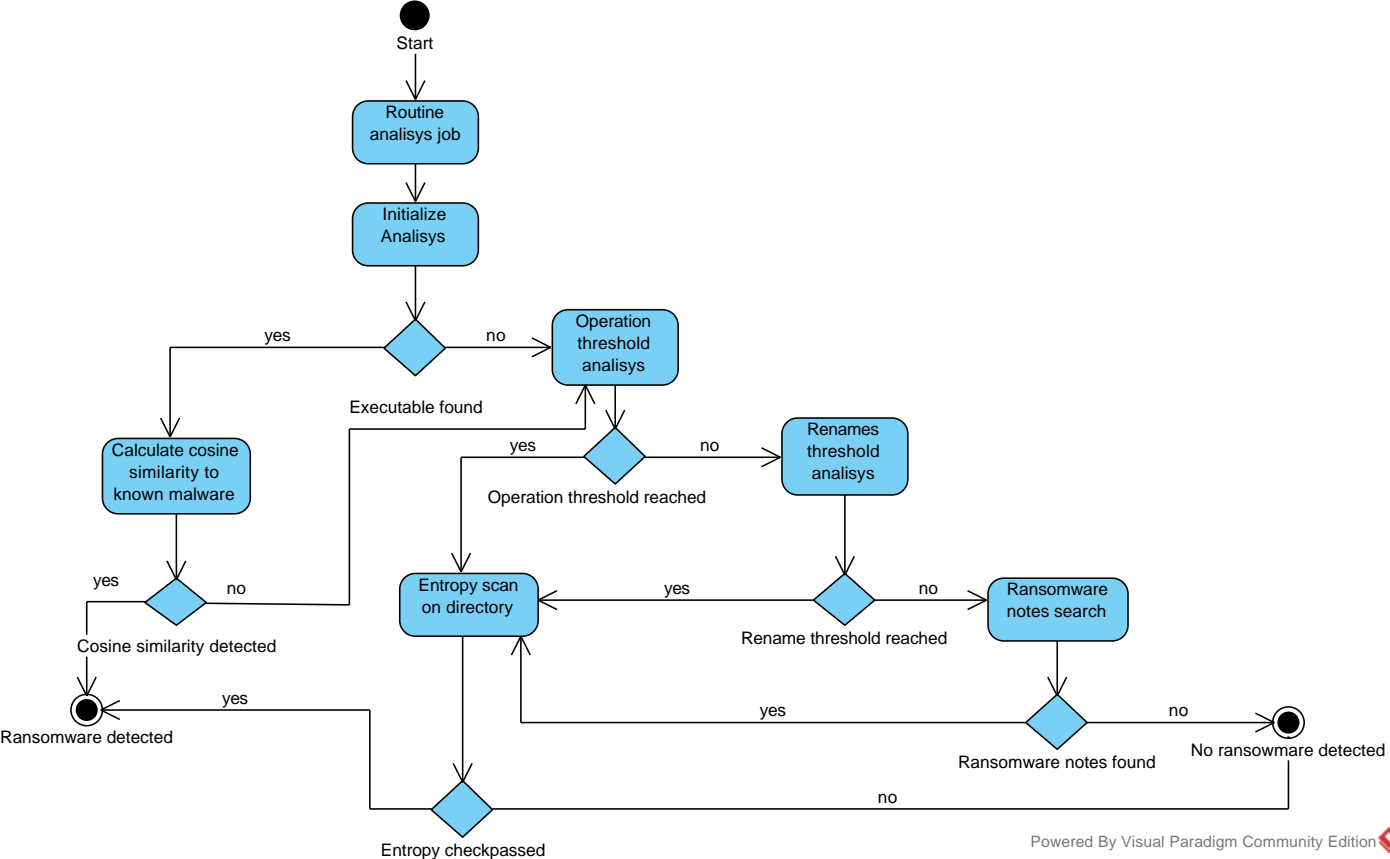 Start
Routine
analisys job
Initialize
Analisys
yes
no
Operation
threshold
analisys
Executable found
Calculate cosine
similarity to
known malware
yes
no
Renames
threshold
analisys
Operation threshold reached
yes
no
Entropy scan
on directory
yes
no
Ransomware
notes search
Cosine similarity detected
Rename threshold reached
yes
Ransomware detected
yes
no
Ransomware notes found
No ransowmare detected
no
Entropy checkpassed
Powered By Visual Paradigm Community Edition